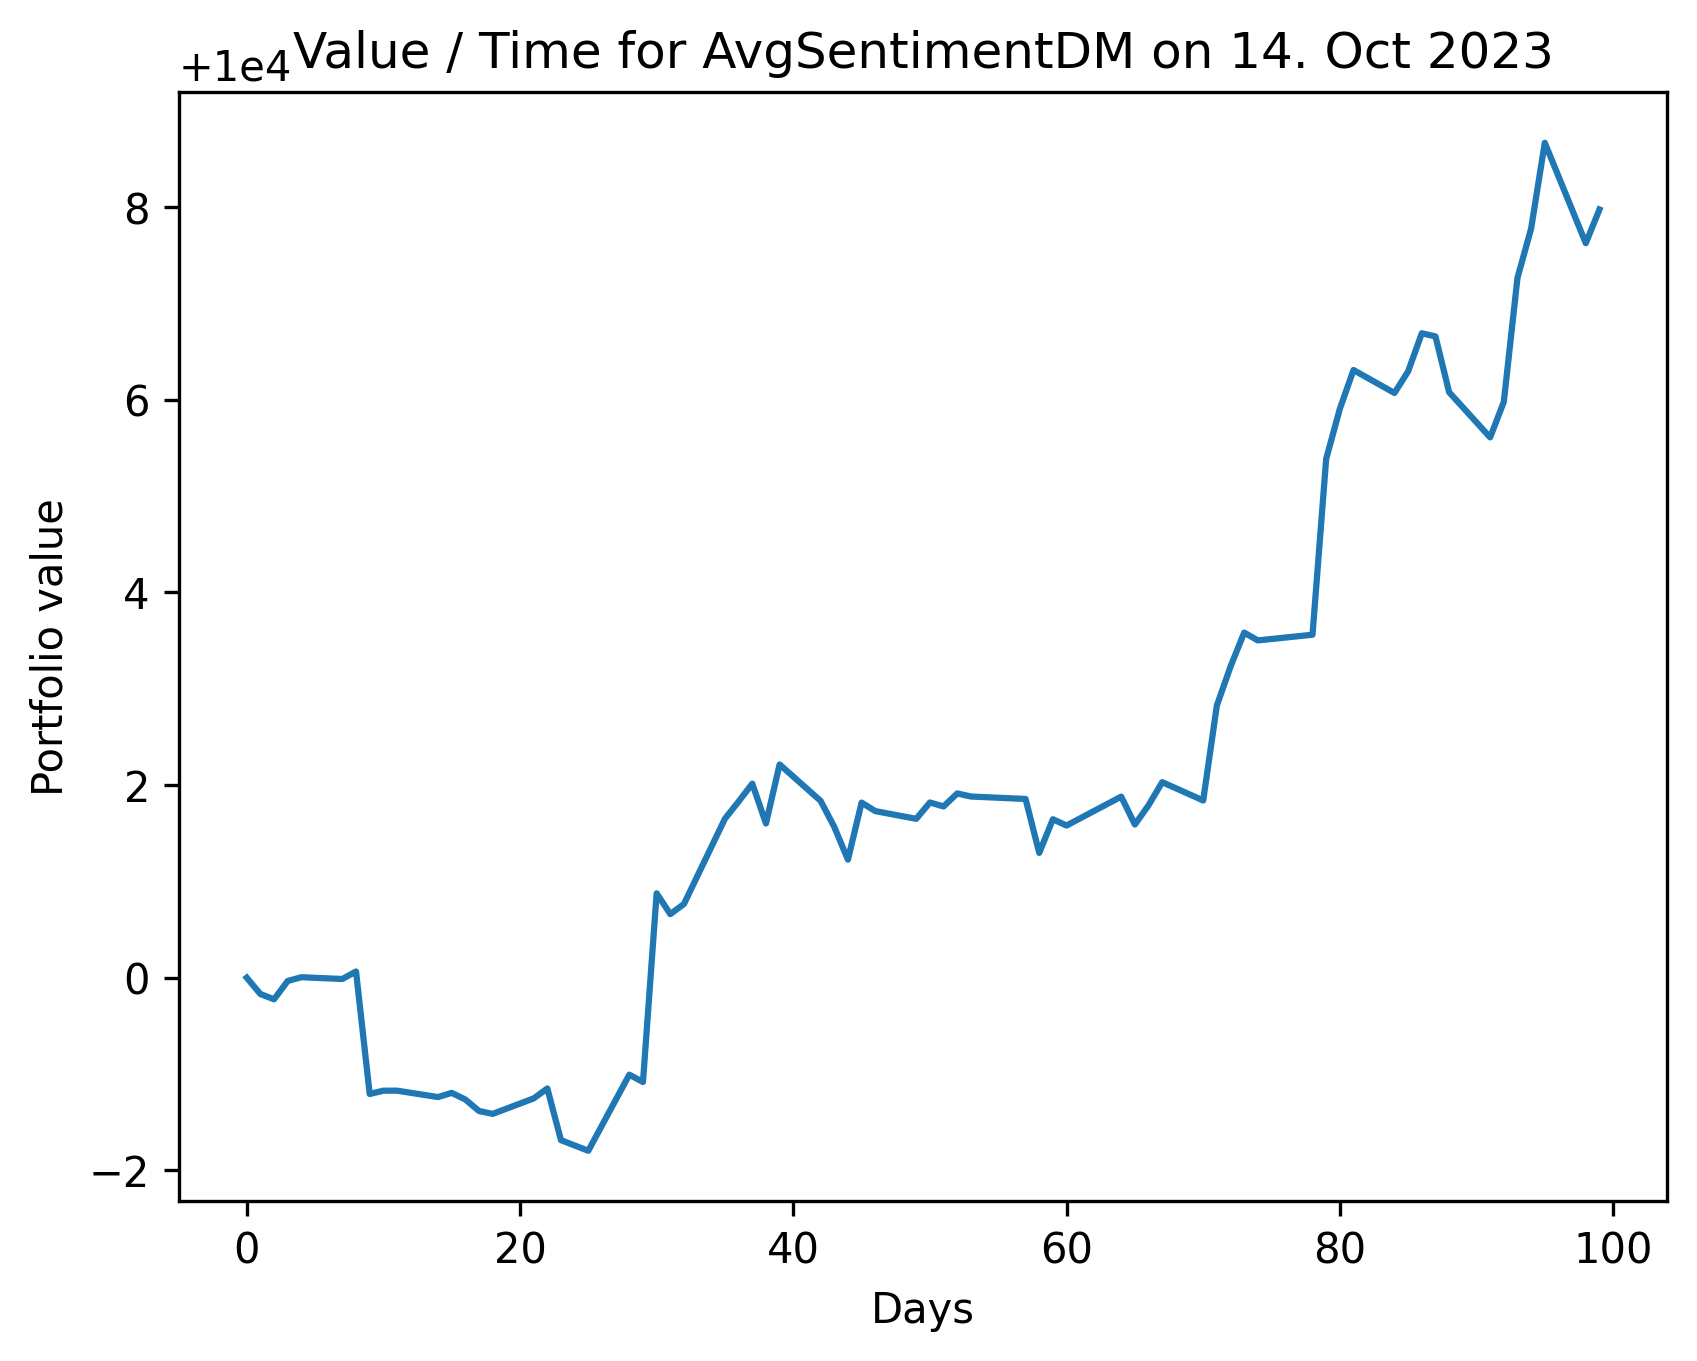 Value / Time for AvgSentimentDM on 14. Oct 2023
+1e4
8
6
4
2
0
−2
Portfolio value
0 20 40 60 80 100
Days